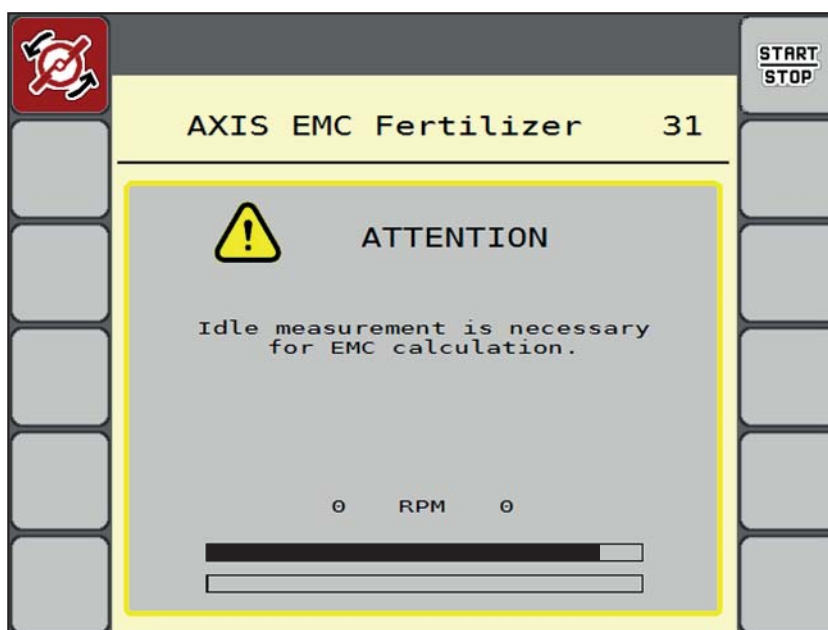 START
STOP
AXIS EMC Fertilizer 31
ATTENTION
Idle measurement is necessary
for EMC calculation.
0 RPM 0